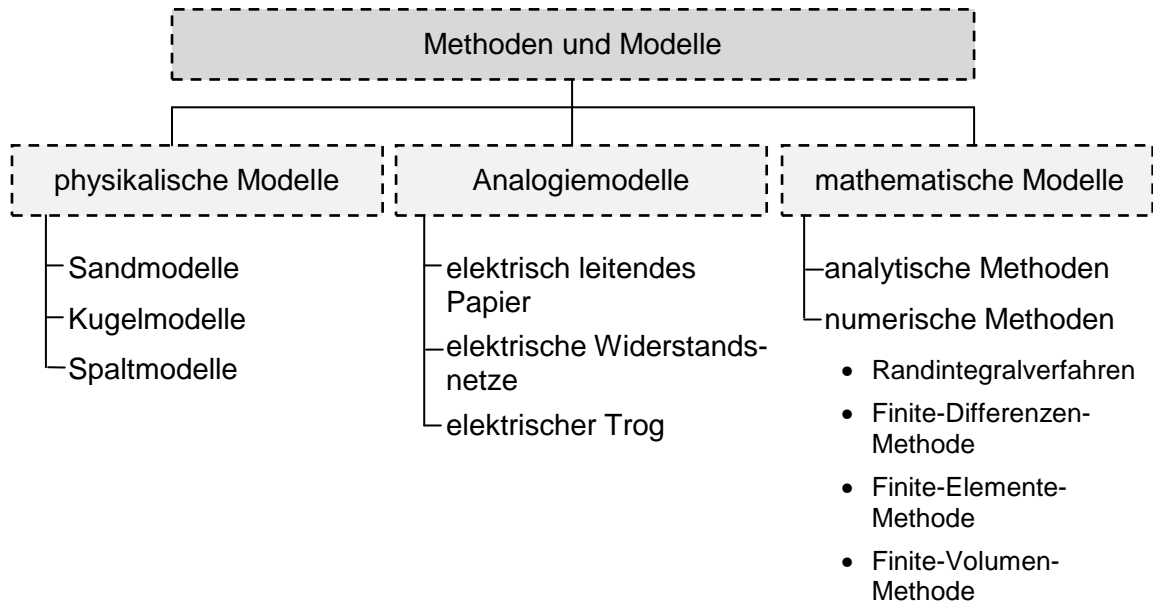 Methoden und Modelle
physikalische Modelle
Sandmodelle
Kugelmodelle
Spaltmodelle
Analogiemodelle
elektrisch leitendes
Papier
elektrische Widerstands-
netze
elektrischer Trog
mathematische Modelle
analytische Methoden
numerische Methoden
• Randintegralverfahren
• Finite-Differenzen-
Methode
• Finite-Elemente-
Methode
• Finite-Volumen-
Methode